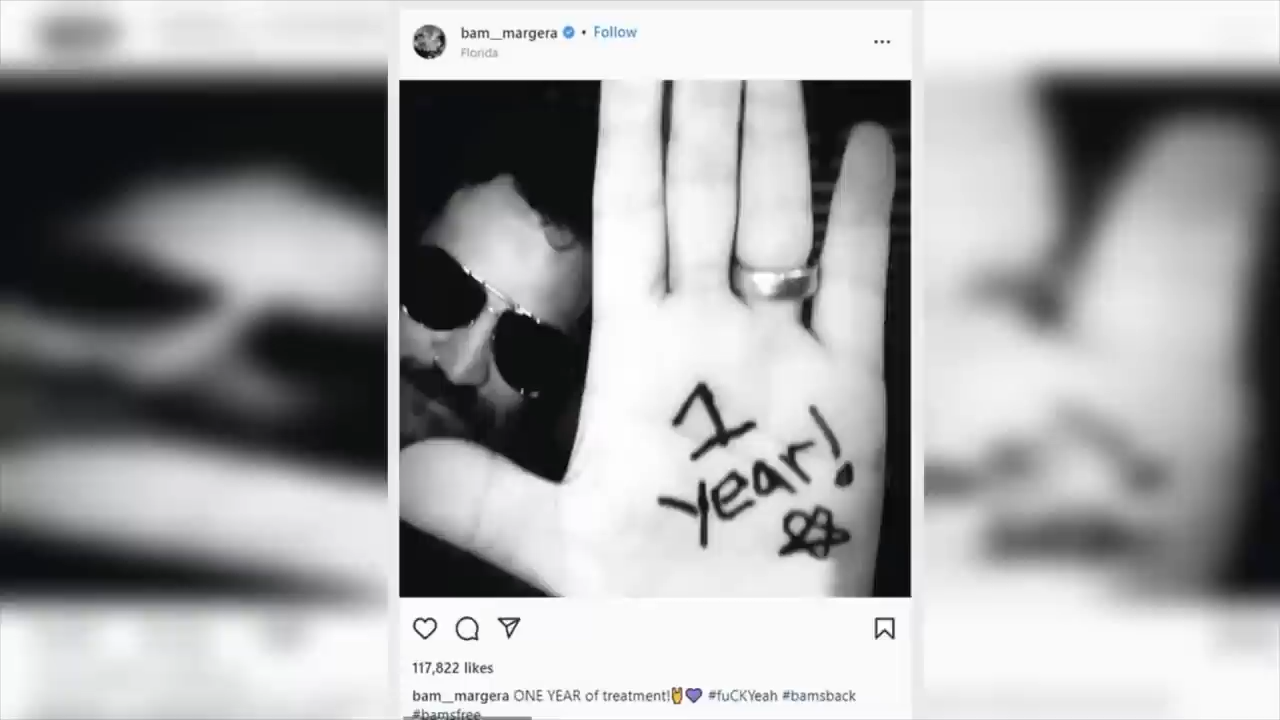 bam__margera • Follow
Florida
1
year!
117,822 likes
bam__margera ONE YEAR of treatment!🤘💜 #fuCKYeah #bamsback
#bamsfree